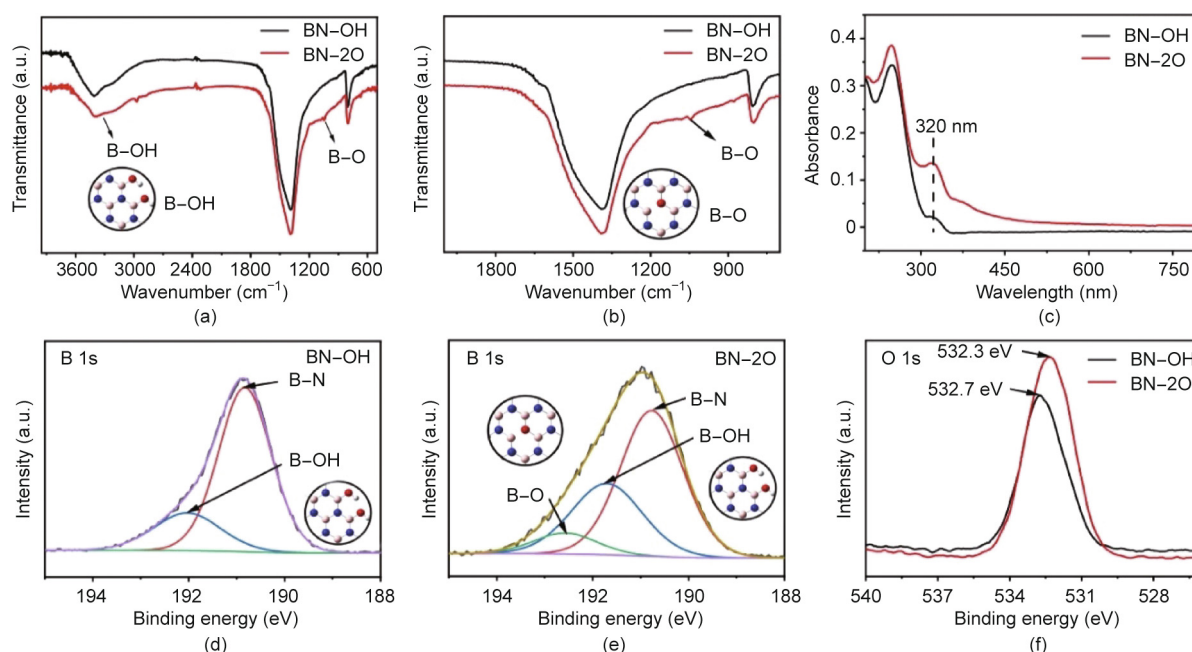 BN–OH
BN–2O
Transmittance (a.u.)
B–OH
B–OH
B–O
3900 3000 2400 1200 600
Wavenumber (cm−1)
(a)
BN–OH
BN–2O
Transmittance (a.u.)
B–O
B–O
1800 1500 1200 900
Wavenumber (cm−1)
(b)
0.4
0.3
0.2
0.1
0
BN–OH
BN–2O
320 nm
Absorbance
300 450 600 750
Wavelength (nm)
(c)
B 1s
BN–OH
B–N
B–OH
Intensity (a.u.)
194 192 190 188
Binding energy (eV)
(d)
B 1s
BN–2O
B–N
B–OH
B–O
Intensity (a.u.)
194 192 190 188
Binding energy (eV)
(e)
O 1s
532.3 eV
BN–OH
BN–2O
532.7 eV
Intensity (a.u.)
540 537 534 531 528
Binding energy (eV)
(f)